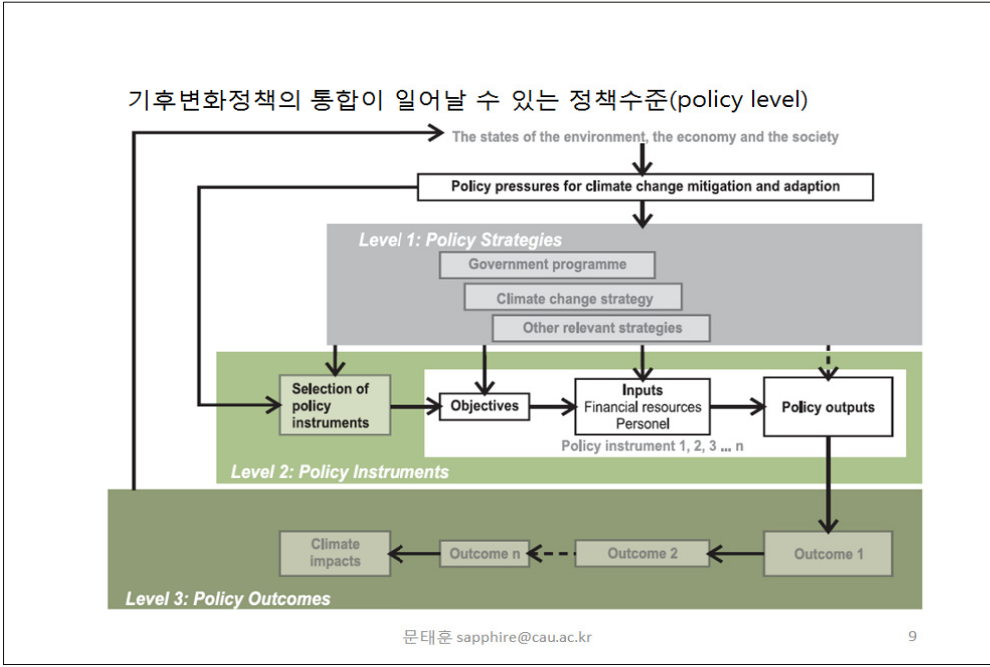 기후변화정책의 통합이 일어날 수 있는 정책수준(policy level)
The states of the environment, the economy and the society
Policy pressures for climate change mitigation and adaption
Level 1: Policy Strategies
Government programme
Climate change strategy
Other relevant strategies
Selection of
policy
instruments
Objectives
Inputs
Financial resources
Personel
Policy outputs
Policy instrument 1, 2, 3 ... n
Level 2: Policy Instruments
Climate
impacts
Outcome n
Outcome 2
Outcome 1
Level 3: Policy Outcomes
문태훈 sapphire@cau.ac.kr
9